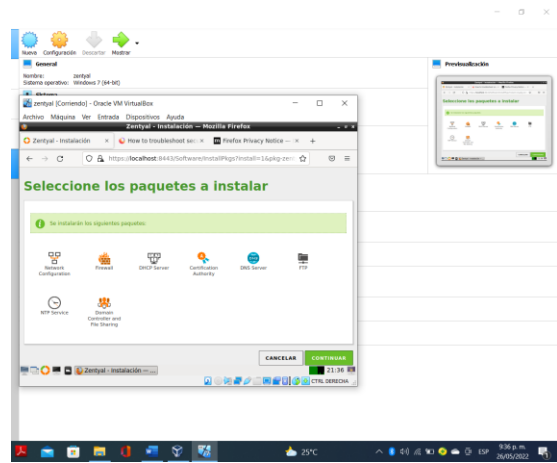 Nueva Configuración Descartar Mostrar
General
Previsualización
Nombre: zentyal
Sistema operativo: Windows 7 (64-bit)
Sistema
zentyal [Corriendo] - Oracle VM VirtualBox
Archivo Máquina Ver Entrada Dispositivos Ayuda
Zentyal - Instalación — Mozilla Firefox
Zentyal - Instalación × How to troubleshoot sec × Firefox Privacy Notice — × +
https://localhost:8443/Software/InstallPkgs?install=1&pkg-zen
Seleccione los paquetes a instalar
Se instalarán los siguientes paquetes:
Network Configuration
Firewall
DHCP Server
Certification Authority
DNS Server
FTP
NTP Service
Domain Controller and File Sharing
CANCELAR CONTINUAR
Zentyal - Instalación — ... 21:36
CTRL DERECHA
25°C ESP 9:36 p. m.
26/05/2022